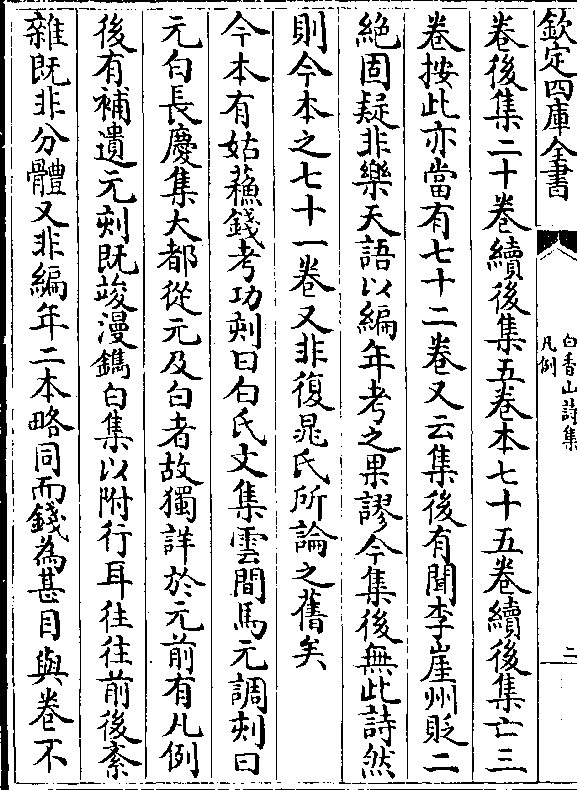 欽定四庫全書
白香山詩集
凡例
二
卷後集二十卷續後集五卷本七十五卷續後集亡三
卷按此亦當有七十二卷又云集後有聞李崖州貶二
絶固疑非樂天語以編年考之果謬今集後無此詩然
則今本之七十一卷又非復晁氏所論之舊矣
今本有姑蘓錢考功刻曰白氏文集雲間馬元調刻曰
元白長慶集大都從元及白者故獨詳於元前有凡例
後有補遺元刻既竣漫鐫白集以附行耳往往前後紊
雜既非分體又非編年二本略同而錢為甚目與卷不